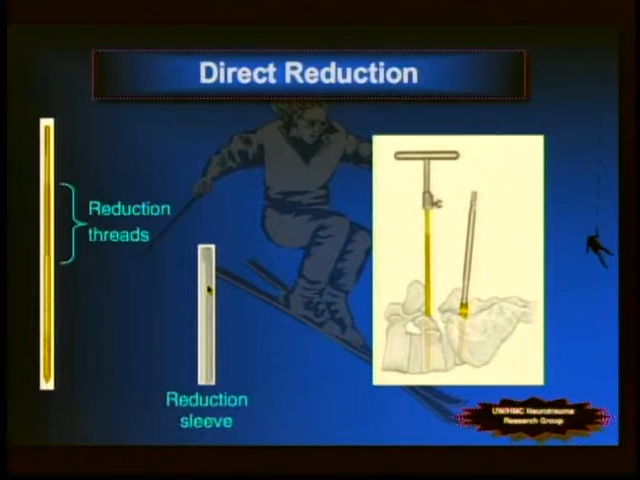 Direct Reduction
Reduction
threads
Reduction
sleeve
UW/HMC Neurotrauma
Research Group